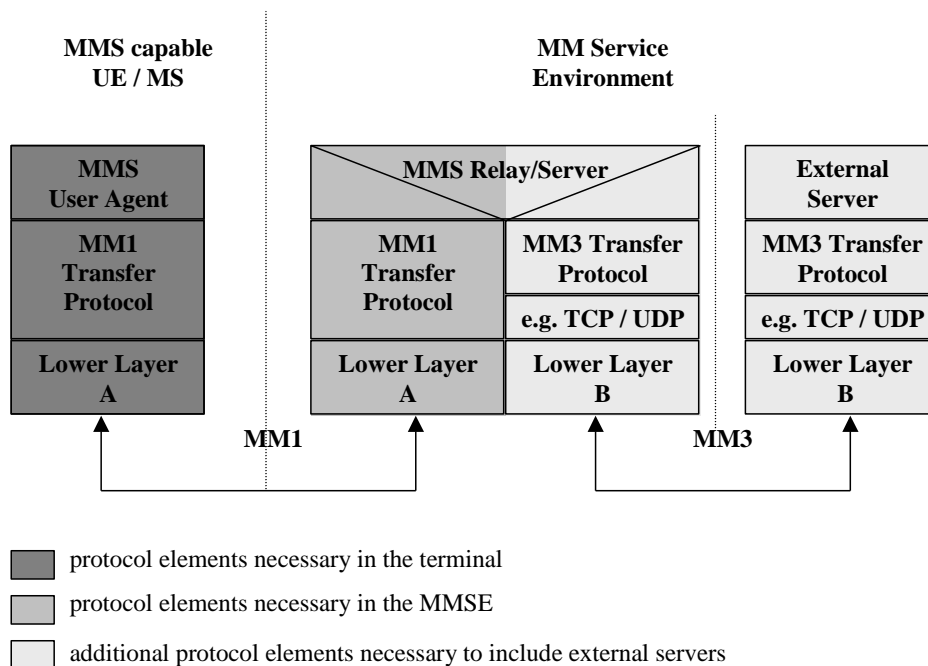 MMS capable
UE / MS
MM Service
Environment
MMS
User Agent
MM1
Transfer
Protocol
Lower Layer
A
MMS Relay/Server
MM1
Transfer
Protocol
Lower Layer
A
MM3 Transfer
Protocol
e.g. TCP / UDP
Lower Layer
B
External
Server
MM3 Transfer
Protocol
e.g. TCP / UDP
Lower Layer
B
MM1
MM3
protocol elements necessary in the terminal
protocol elements necessary in the MMSE
additional protocol elements necessary to include external servers